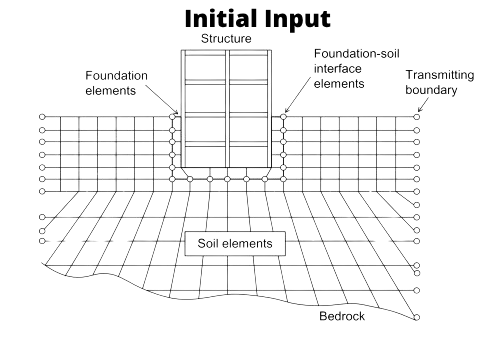 Initial Input
Structure
Foundation
elements
Foundation-soil
interface
elements
Transmitting
boundary
Soil elements
Bedrock